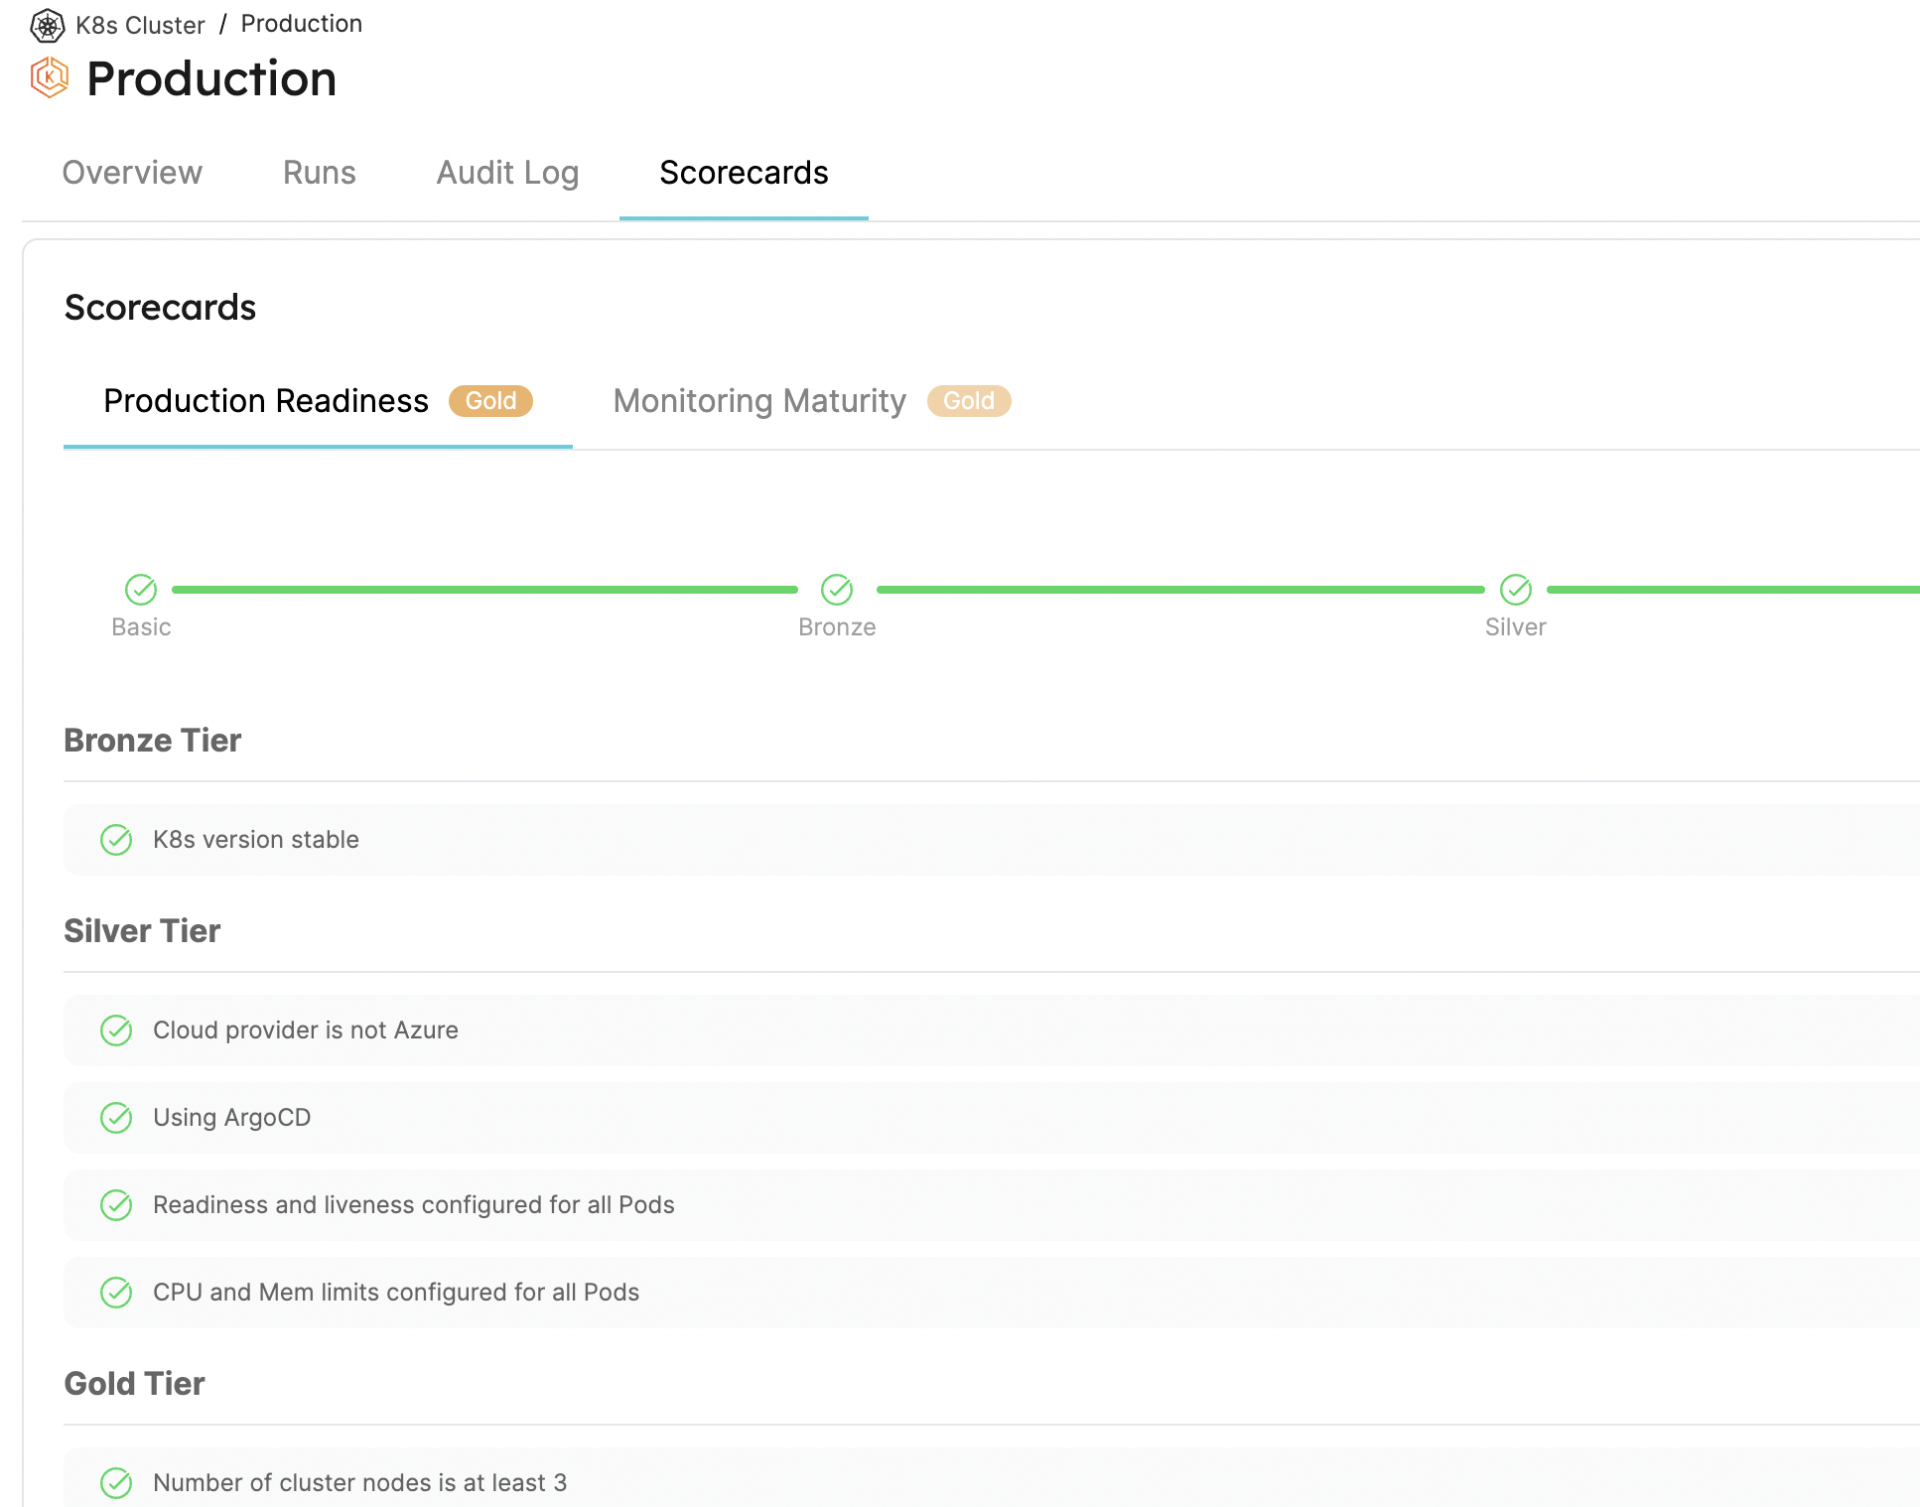 K8s Cluster / Production
Production
Overview Runs Audit Log Scorecards
Scorecards
Production Readiness Gold Monitoring Maturity Gold
Basic Bronze Silver
Bronze Tier
K8s version stable
Silver Tier
Cloud provider is not Azure
Using ArgoCD
Readiness and liveness configured for all Pods
CPU and Mem limits configured for all Pods
Gold Tier
Number of cluster nodes is at least 3